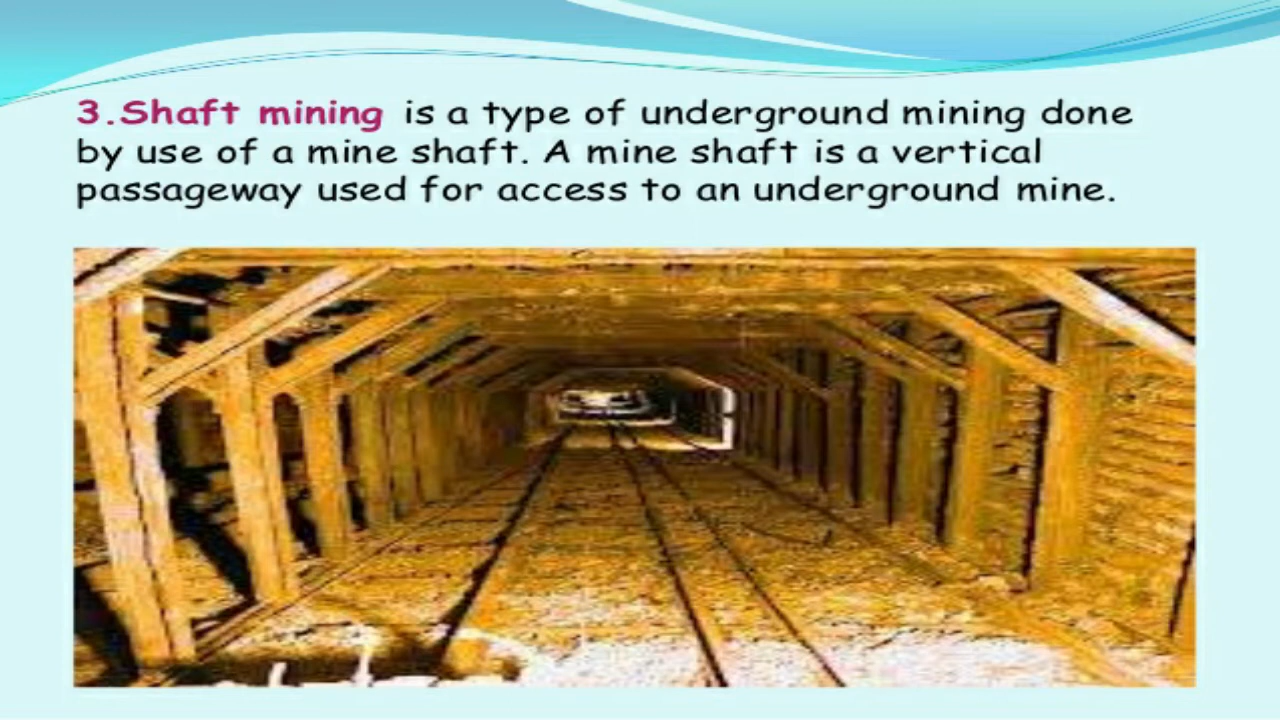 3.Shaft mining is a type of underground mining done
by use of a mine shaft. A mine shaft is a vertical
passageway used for access to an underground mine.